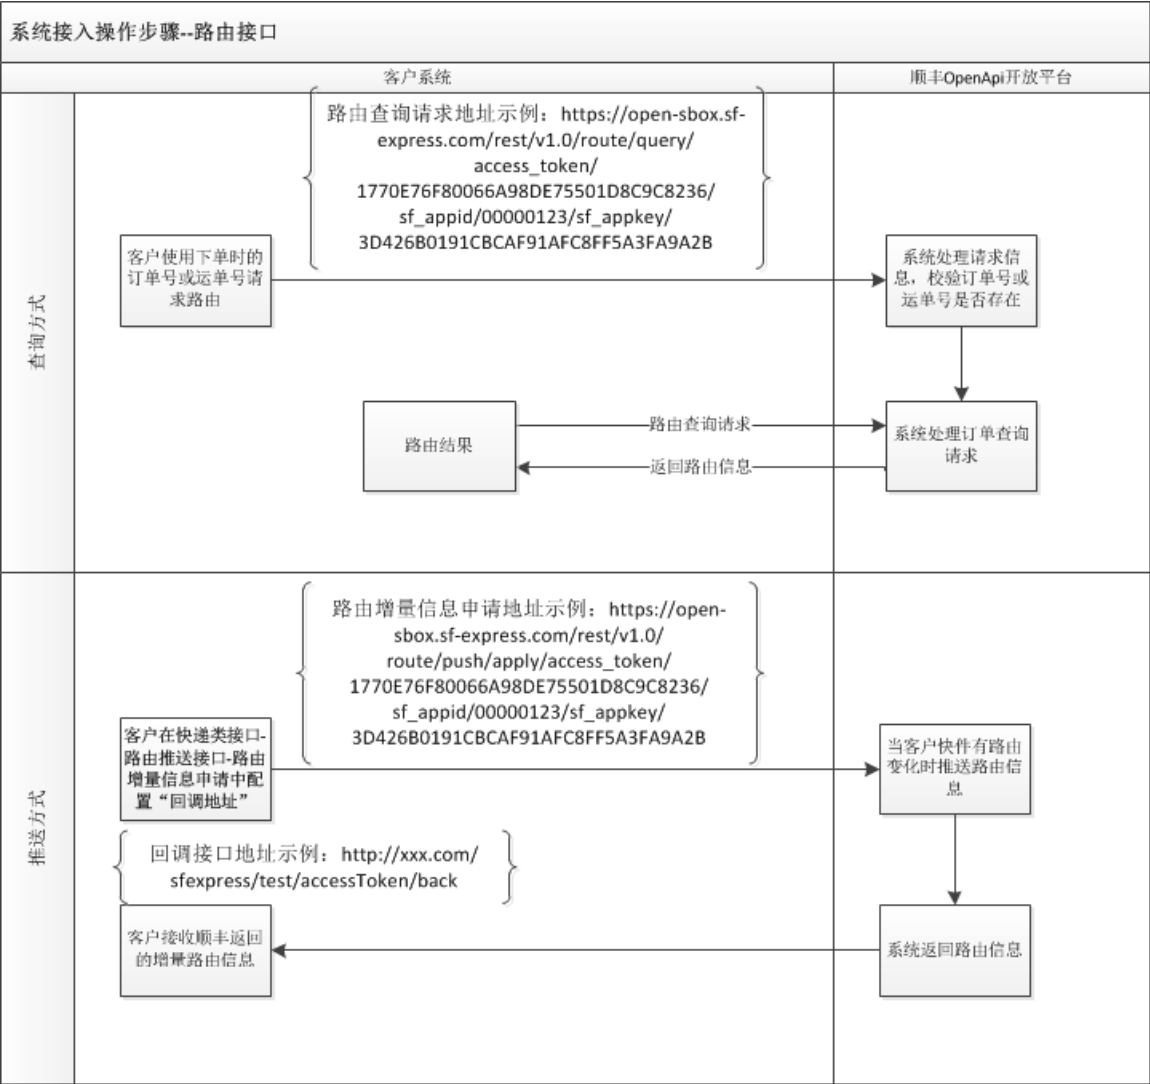 系统接入操作步骤--路由接口
客户系统
顺丰OpenApi开放平台
查询方式
路由查询请求地址示例：https://open-sbox.sf-
express.com/rest/v1.0/route/query/
access_token/
1770E76F80066A98DE75501D8C9C8236/
sf_appid/00000123/sf_appkey/
3D426B0191CBCAF91AFC8FF5A3FA9A2B
客户使用下单时的
订单号或运单号请
求路由
系统处理请求信
息，校验订单号或
运单号是否存在
路由结果
路由查询请求
返回路由信息
系统处理订单查询
请求
推送方式
路由增量信息申请地址示例：https://open-
sbox.sf-express.com/rest/v1.0/
route/push/apply/access_token/
1770E76F80066A98DE75501D8C9C8236/
sf_appid/00000123/sf_appkey/
3D426B0191CBCAF91AFC8FF5A3FA9A2B
客户在快递类接口-
路由推送接口-路由
增量信息申请中配
置“回调地址”
当客户快件有路由
变化时推送路由信
息
回调接口地址示例：http://xxx.com/
sfexpress/test/accessToken/back
客户接收顺丰返回
的增量路由信息
系统返回路由信息